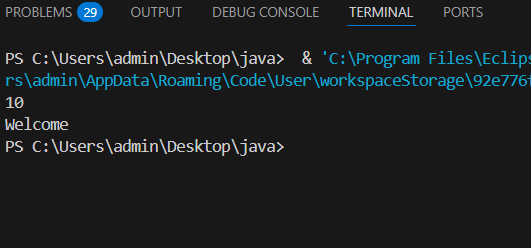 PROBLEMS 29 OUTPUT DEBUG CONSOLE TERMINAL PORTS
PS C:\Users\admin\Desktop\java>  & 'C:\Program Files\Eclips
rs\admin\AppData\Roaming\Code\User\workspaceStorage\92e776f
10
Welcome
PS C:\Users\admin\Desktop\java>